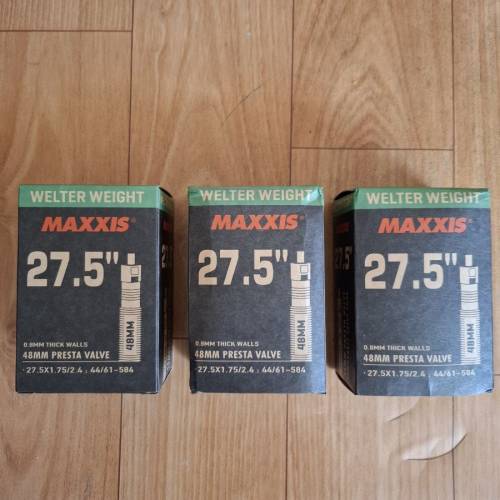 WELTER WEIGHT
MAXXIS
27.5"
48MM
0.8MM THICK WALLS
48MM PRESTA VALVE
·27.5X1.75/2.4 ; 44/61-584
WELTER WEIGHT
MAXXIS
27.5"
48MM
0.8MM THICK WALLS
48MM PRESTA VALVE
·27.5X1.75/2.4 ; 44/61-584
WELTER WEIGHT
MAXXIS
27.5"
48MM
0.8MM THICK WALLS
48MM PRESTA VALVE
·27.5X1.75/2.4 ; 44/61-584